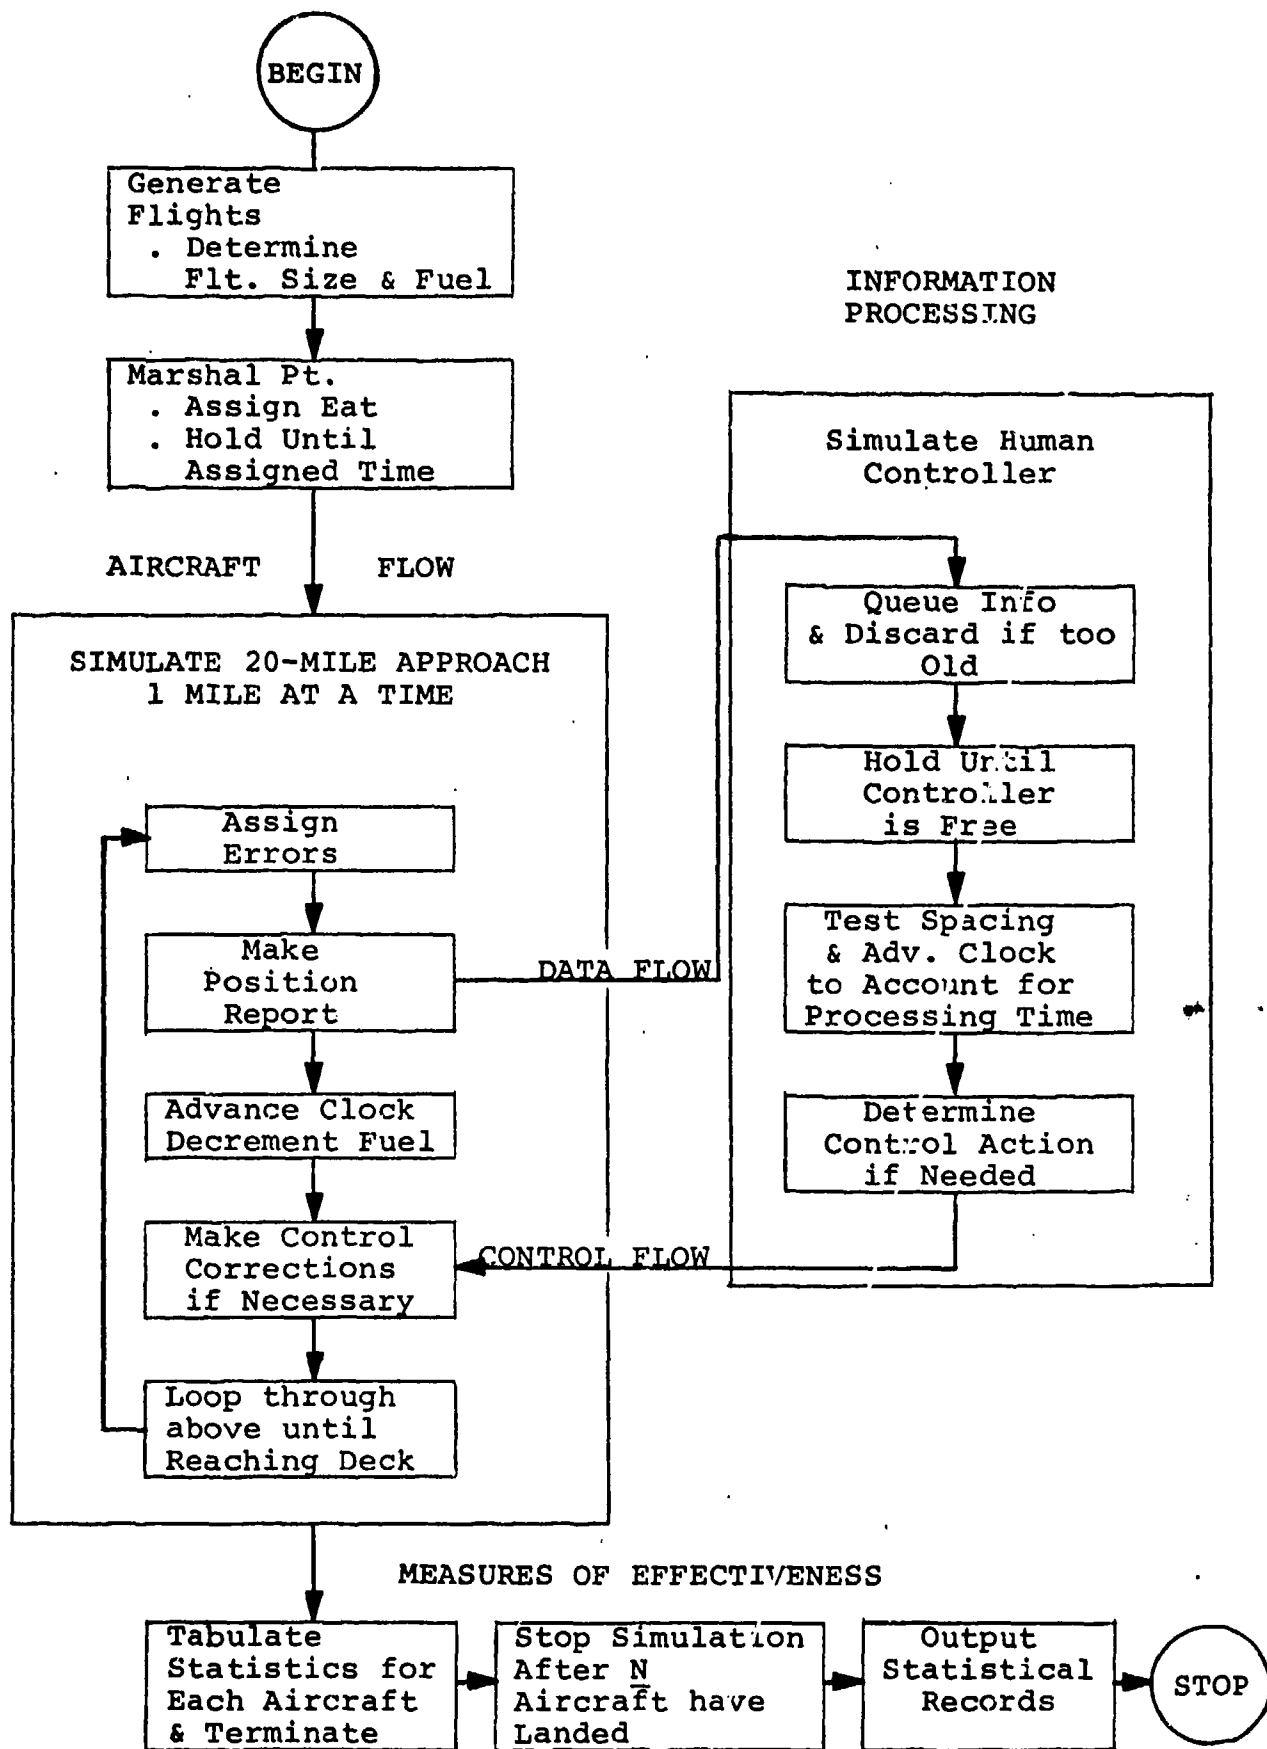 BEGIN
Generate
Flights
. Determine
Flt. Size & Fuel
Marshal Pt.
. Assign Eat
. Hold Until
Assigned Time
AIRCRAFT FLOW
SIMULATE 20-MILE APPROACH
1 MILE AT A TIME
Assign
Errors
Make
Position
Report
Advance Clock
Decrement Fuel
Make Control
Corrections
if Necessary
Loop through
above until
Reaching Deck
DATA FLOW
CONTROL FLOW
INFORMATION
PROCESSING
Simulate Human
Controller
Queue Info
& Discard if too
Old
Hold Until
Controller
is Free
Test Spacing
& Adv. Clock
to Account for
Processing Time
Determine
Control Action
if Needed
MEASURES OF EFFECTIVENESS
Tabulate
Statistics for
Each Aircraft
& Terminate
Stop Simulation
After N
Aircraft have
Landed
Output
Statistical
Records
STOP